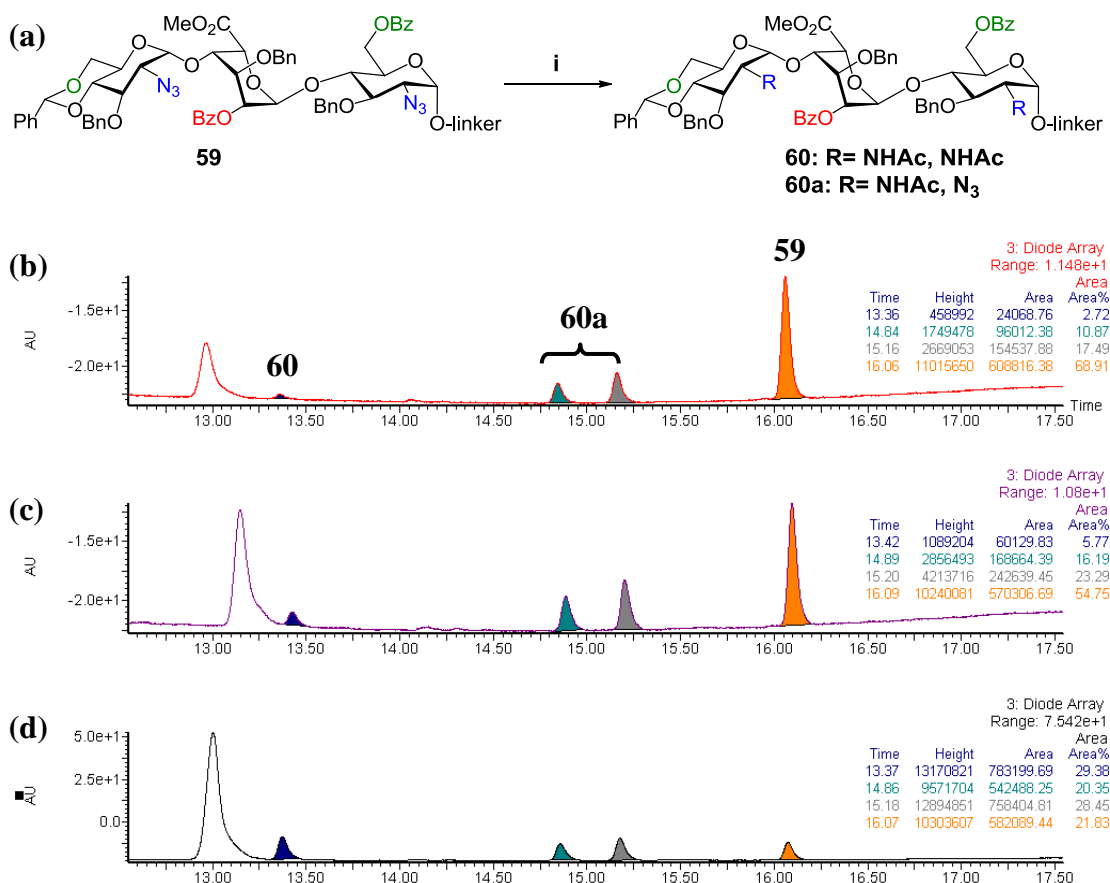 (a)
MeO2C
OBz
OBn
O
O
O
O
O
O
O
N3
BnO
Ph
BnO
BzO
O
N3
O-linker
59
i
MeO2C
OBz
OBn
O
O
O
O
O
O
O
R
BnO
Ph
BnO
BzO
O
R
O-linker
60: R= NHAc, NHAc
60a: R= NHAc, N3
(b)
59
3: Diode Array
Range: 1.148e+1
Area
Time Height Area Area%
13.36 458992 24068.76 2.72
14.84 1749478 96012.38 10.87
15.16 2669053 154537.88 17.49
16.06 11015650 608816.38 68.91
60
60a
AU
-1.5e+1
-2.0e+1
Time
13.00 13.50 14.00 14.50 15.00 15.50 16.00 16.50 17.00 17.50
(c)
3: Diode Array
Range: 1.08e+1
Area
Time Height Area Area%
13.42 1089204 60129.83 5.77
14.89 2856493 168664.39 16.19
15.20 4213716 242639.45 23.29
16.09 10240081 570306.69 54.75
AU
-1.5e+1
-2.0e+1
13.00 13.50 14.00 14.50 15.00 15.50 16.00 16.50 17.00 17.50
(d)
3: Diode Array
Range: 7.542e+1
Area
Time Height Area Area%
13.37 13170821 783199.69 29.38
14.86 9571704 542488.25 20.35
15.18 12894851 758404.81 28.45
16.07 10303607 582089.44 21.83
AU
5.0e+1
2.5e+1
0.0
13.00 13.50 14.00 14.50 15.00 15.50 16.00 16.50 17.00 17.50